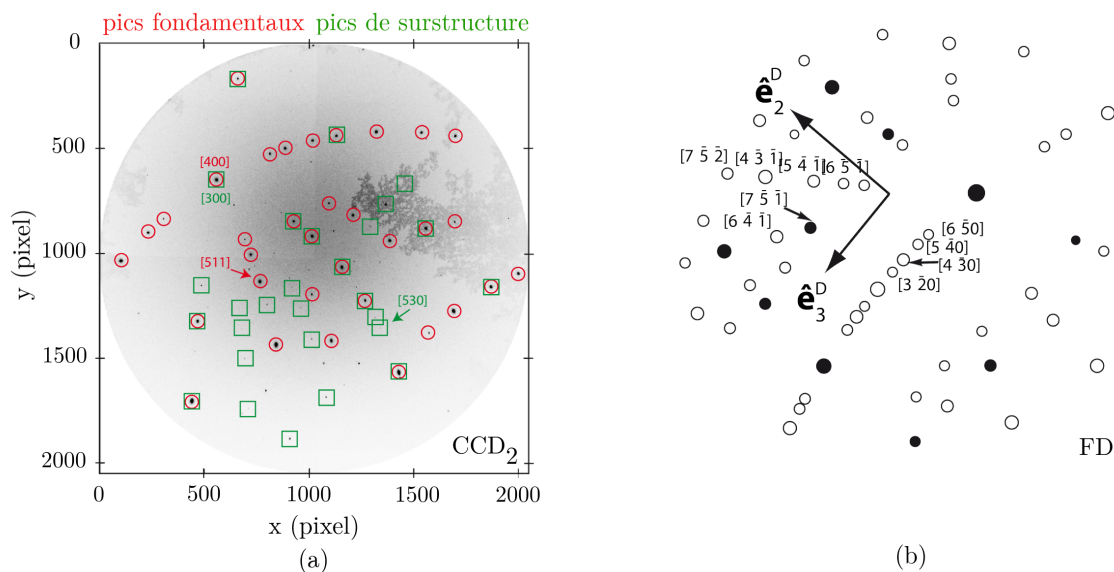 pics fondamentaux pics de surstructure
0
500
1000
1500
2000
y (pixel)
[400]
[300]
[511]
[530]
CCD2
0 500 1000 1500 2000
x (pixel)
(a)
ê2D
[7 5̄ 2̄] [4 3̄ 1̄] [5 4̄ 1̄] [6 5̄ 1̄]
[7 5̄ 1̄]
[6 4̄ 1̄]
[6 5̄0]
[5 4̄0]
[4 3̄0]
[3 2̄0]
ê3D
FD
(b)